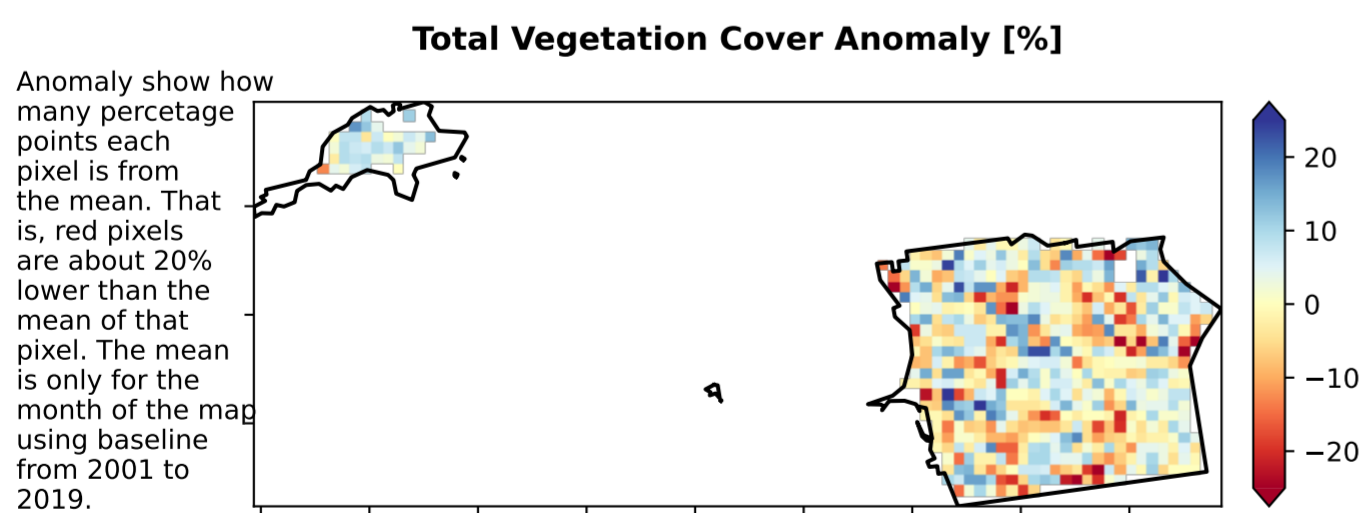 Total Vegetation Cover Anomaly [%]
Anomaly show how
many percetage
points each
pixel is from
the mean. That
is, red pixels
are about 20%
lower than the
mean of that
pixel. The mean
is only for the
month of the map
using baseline
from 2001 to
2019.
20
10
0
−10
−20